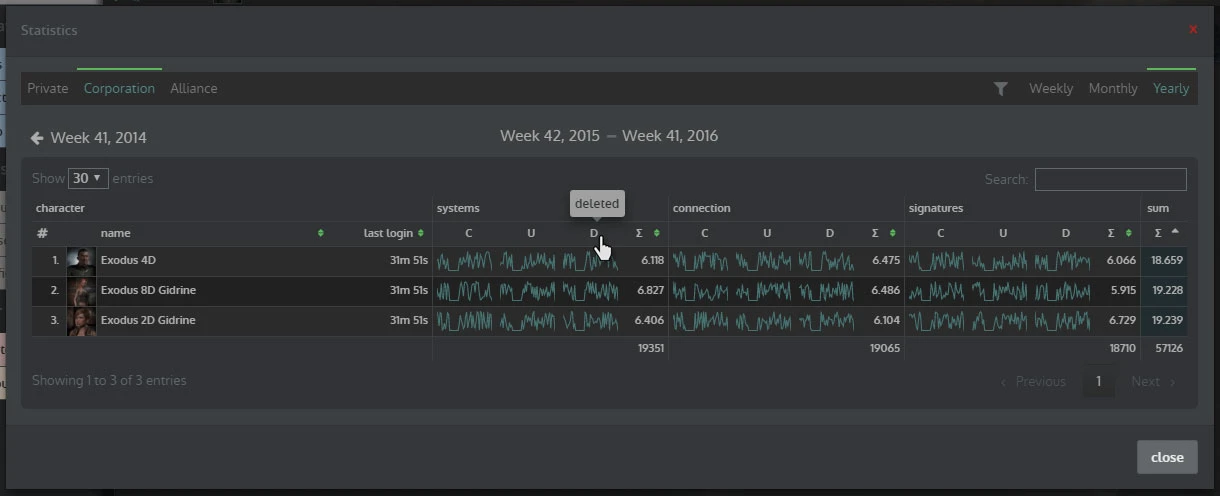 Statistics x
Private Corporation Alliance Weekly Monthly Yearly
Week 41, 2014 Week 42, 2015 – Week 41, 2016
Show 30 entries Search:
deleted
character systems connection signatures sum
# name last login C U D Σ C U D Σ C U D Σ Σ
1. Exodus 4D 31m 51s 6.118 6.475 6.066 18.659
2. Exodus 8D Gidrine 31m 51s 6.827 6.486 5.915 19.228
3. Exodus 2D Gidrine 31m 51s 6.406 6.104 6.729 19.239
19351 19065 18710 57126
Showing 1 to 3 of 3 entries ‹ Previous 1 Next ›
close